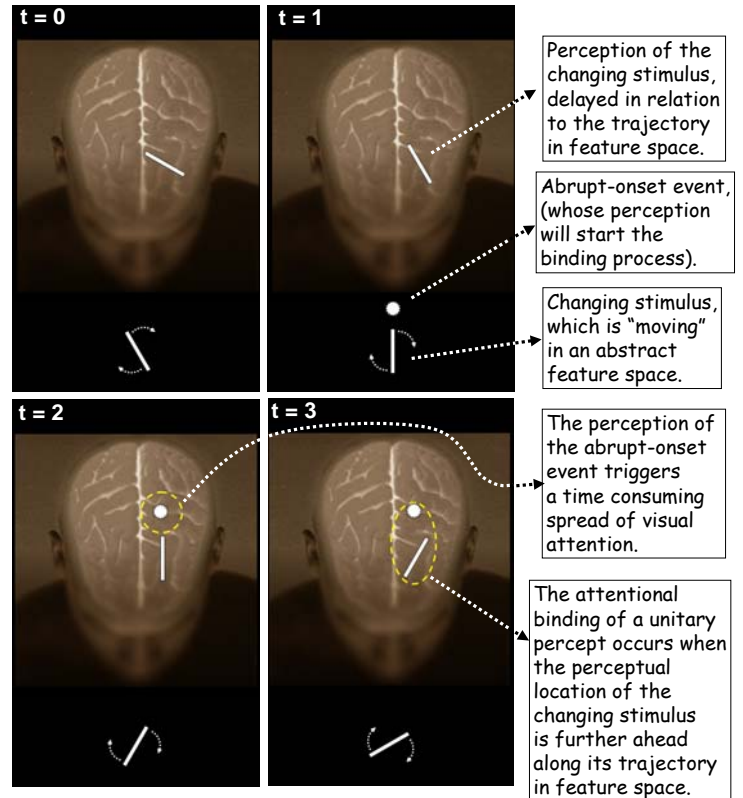 t = 0
t = 1
Perception of the
changing stimulus,
delayed in relation
to the trajectory
in feature space.
Abrupt-onset event,
(whose perception
will start the
binding process).
Changing stimulus,
which is “moving”
in an abstract
feature space.
t = 2
t = 3
The perception of
the abrupt-onset
event triggers
a time consuming
spread of visual
attention.
The attentional
binding of a unitary
percept occurs when
the perceptual
location of the
changing stimulus
is further ahead
along its trajectory
in feature space.